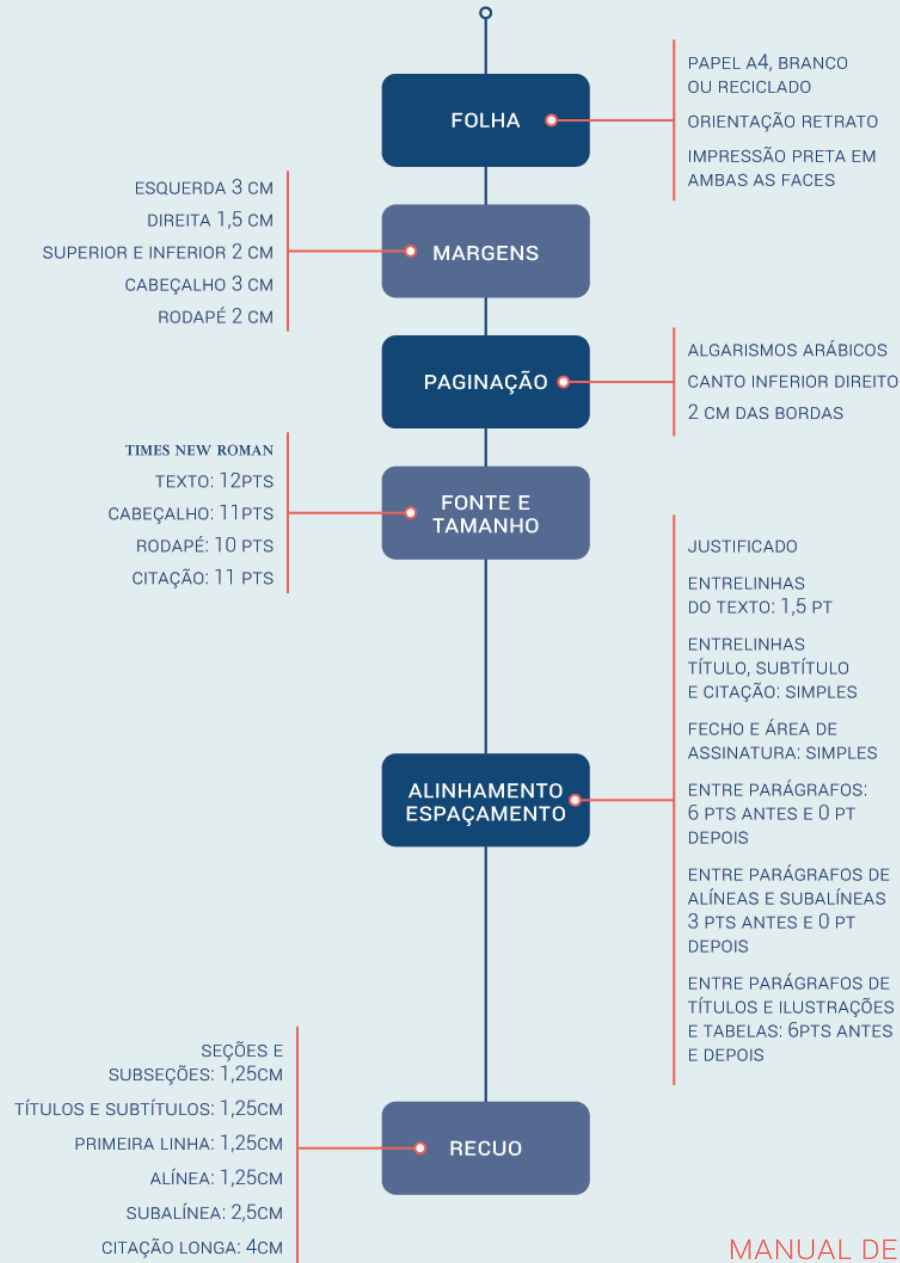 FOLHA
PAPEL A4, BRANCO
OU RECICLADO
ORIENTAÇÃO RETRATO
IMPRESSÃO PRETA EM
AMBAS AS FACES
MARGENS
ESQUERDA 3 CM
DIREITA 1,5 CM
SUPERIOR E INFERIOR 2 CM
CABEÇALHO 3 CM
RODAPÉ 2 CM
PAGINAÇÃO
ALGARISMOS ARÁBICOS
CANTO INFERIOR DIREITO
2 CM DAS BORDAS
FONTE E
TAMANHO
TIMES NEW ROMAN
TEXTO: 12PTS
CABEÇALHO: 11PTS
RODAPÉ: 10 PTS
CITAÇÃO: 11 PTS
ALINHAMENTO
ESPAÇAMENTO
JUSTIFICADO
ENTRELINHAS
DO TEXTO: 1,5 PT
ENTRELINHAS
TÍTULO, SUBTÍTULO
E CITAÇÃO: SIMPLES
FECHO E ÁREA DE
ASSINATURA: SIMPLES
ENTRE PARÁGRAFOS:
6 PTS ANTES E 0 PT
DEPOIS
ENTRE PARÁGRAFOS DE
ALÍNEAS E SUBALÍNEAS
3 PTS ANTES E 0 PT
DEPOIS
ENTRE PARÁGRAFOS DE
TÍTULOS E ILUSTRAÇÕES
E TABELAS: 6PTS ANTES
E DEPOIS
RECUO
SEÇÕES E
SUBSEÇÕES: 1,25CM
TÍTULOS E SUBTÍTULOS: 1,25CM
PRIMEIRA LINHA: 1,25CM
ALÍNEA: 1,25CM
SUBALÍNEA: 2,5CM
CITAÇÃO LONGA: 4CM
MANUAL DE